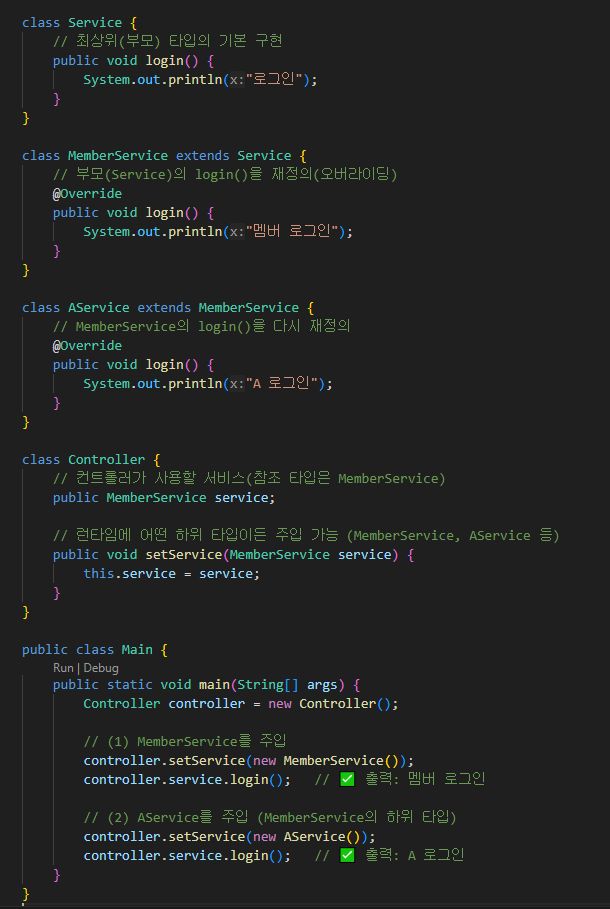 class Service {
    // 최상위(부모) 타입의 기본 구현
    public void login() {
        System.out.println(x:"로그인");
    }
}

class MemberService extends Service {
    // 부모(Service)의 login()을 재정의(오버라이딩)
    @Override
    public void login() {
        System.out.println(x:"멤버 로그인");
    }
}

class AService extends MemberService {
    // MemberService의 login()을 다시 재정의
    @Override
    public void login() {
        System.out.println(x:"A 로그인");
    }
}

class Controller {
    // 컨트롤러가 사용할 서비스(참조 타입은 MemberService)
    public MemberService service;

    // 런타임에 어떤 하위 타입이든 주입 가능 (MemberService, AService 등)
    public void setService(MemberService service) {
        this.service = service;
    }
}

public class Main {
    Run | Debug
    public static void main(String[] args) {
        Controller controller = new Controller();

        // (1) MemberService를 주입
        controller.setService(new MemberService());
        controller.service.login();   // ✅ 출력: 멤버 로그인

        // (2) AService를 주입 (MemberService의 하위 타입)
        controller.setService(new AService());
        controller.service.login();   // ✅ 출력: A 로그인
    }
}